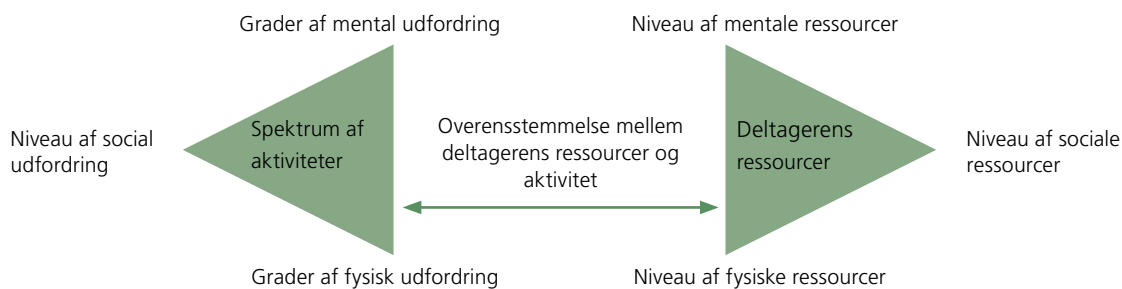 Grader af mental udfordring
Niveau af mentale ressourcer
Niveau af social
udfordring
Spektrum af
aktiviteter
Overensstemmelse mellem
deltagerens ressourcer og
aktivitet
Deltagerens
ressourcer
Niveau af sociale
ressourcer
Grader af fysisk udfordring
Niveau af fysiske ressourcer